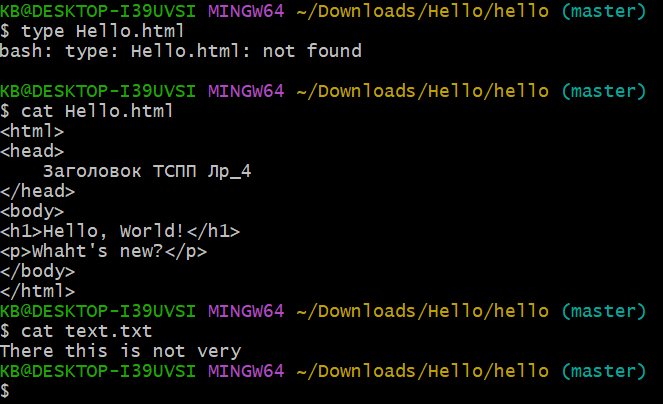 KB@DESKTOP-I39UVSI MINGW64 ~/Downloads/Hello/hello (master)
$ type Hello.html
bash: type: Hello.html: not found

KB@DESKTOP-I39UVSI MINGW64 ~/Downloads/Hello/hello (master)
$ cat Hello.html
<html>
<head>
    Заголовок ТСПП Лр_4
</head>
<body>
<h1>Hello, World!</h1>
<p>Whaht's new?</p>
</body>
</html>
KB@DESKTOP-I39UVSI MINGW64 ~/Downloads/Hello/hello (master)
$ cat text.txt
There this is not very
KB@DESKTOP-I39UVSI MINGW64 ~/Downloads/Hello/hello (master)
$